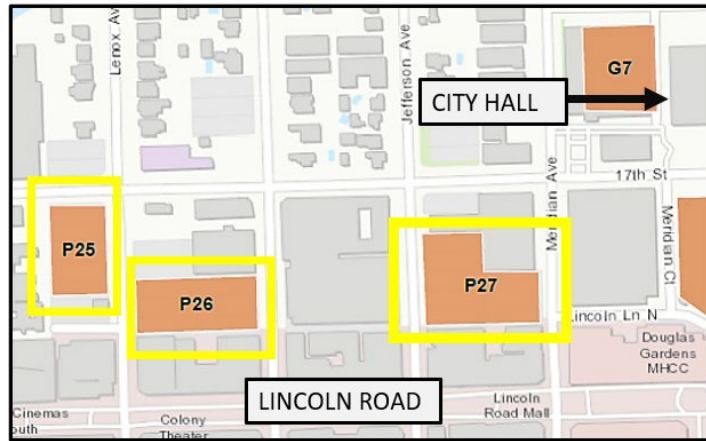 Lenox Ave
Jefferson Ave
G7
CITY HALL
17th St
Meridian Ave
Meridian Ct
P25
P26
P27
Lincoln Ln N
Douglas
Gardens
MHCC
LINCOLN ROAD
Lincoln
Road Mall
Cinemas
outh
Colony
Theater